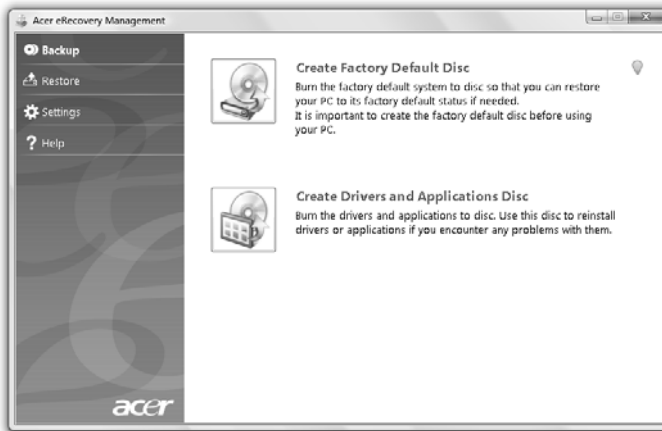 Acer eRecovery Management
Backup
Restore
Settings
? Help
Create Factory Default Disc
Burn the factory default system to disc so that you can restore
your PC to its factory default status if needed.
It is important to create the factory default disc before using
your PC.
Create Drivers and Applications Disc
Burn the drivers and applications to disc. Use this disc to reinstall
drivers or applications if you encounter any problems with them.
acer